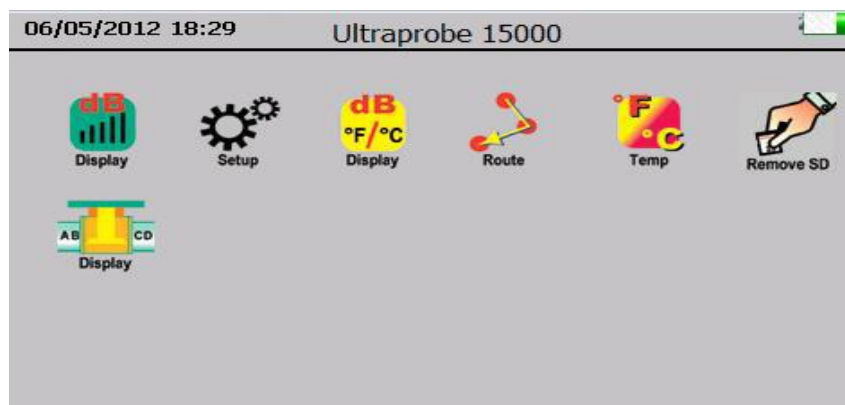 06/05/2012 18:29 Ultraprobe 15000
dB
Display
Setup
dB
°F/°C
Display
Route
°F
°C
Temp
Remove SD
AB CD
Display